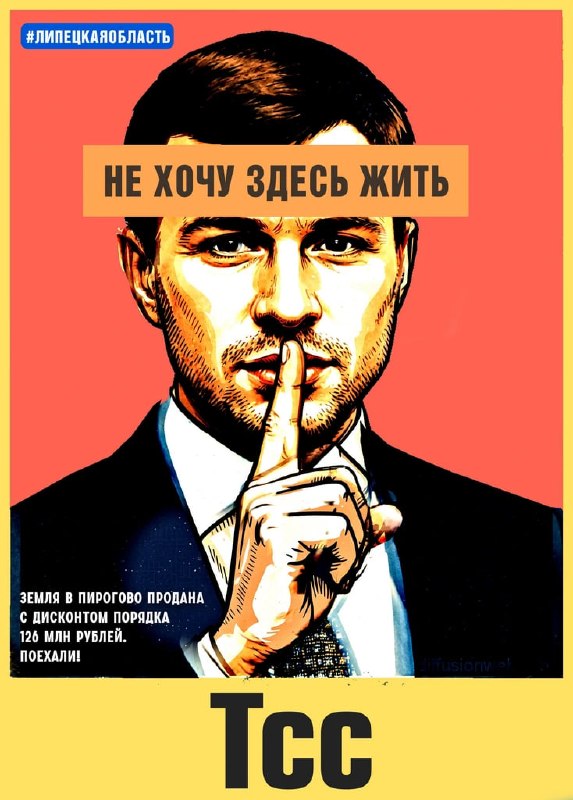 #ЛИПЕЦКАЯОБЛАСТЬ
НЕ ХОЧУ ЗДЕСЬ ЖИТЬ
ЗЕМЛЯ В ПИРОГОВО ПРОДАНА
С ДИСКОНТОМ ПОРЯДКА
126 МЛН РУБЛЕЙ.
ПОЕХАЛИ!
Тсс